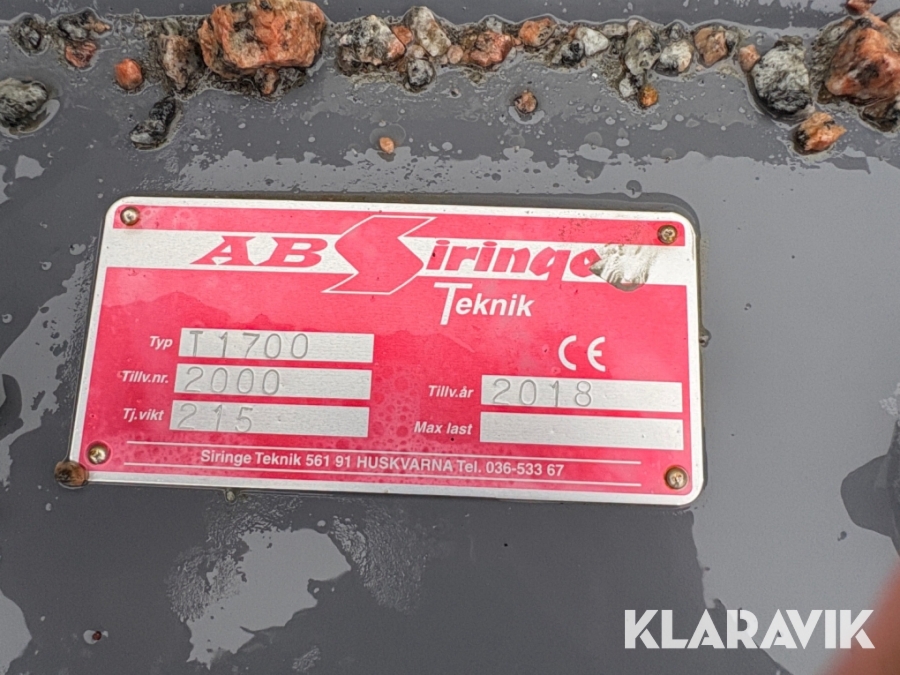 AB Siringe
Teknik
Typ T1700
Tillv.nr. 2000
Tillv.år 2018
Tj.vikt 215
Max last
Siringe Teknik 561 91 HUSKVARNA Tel. 036-533 67
KLARAVIK